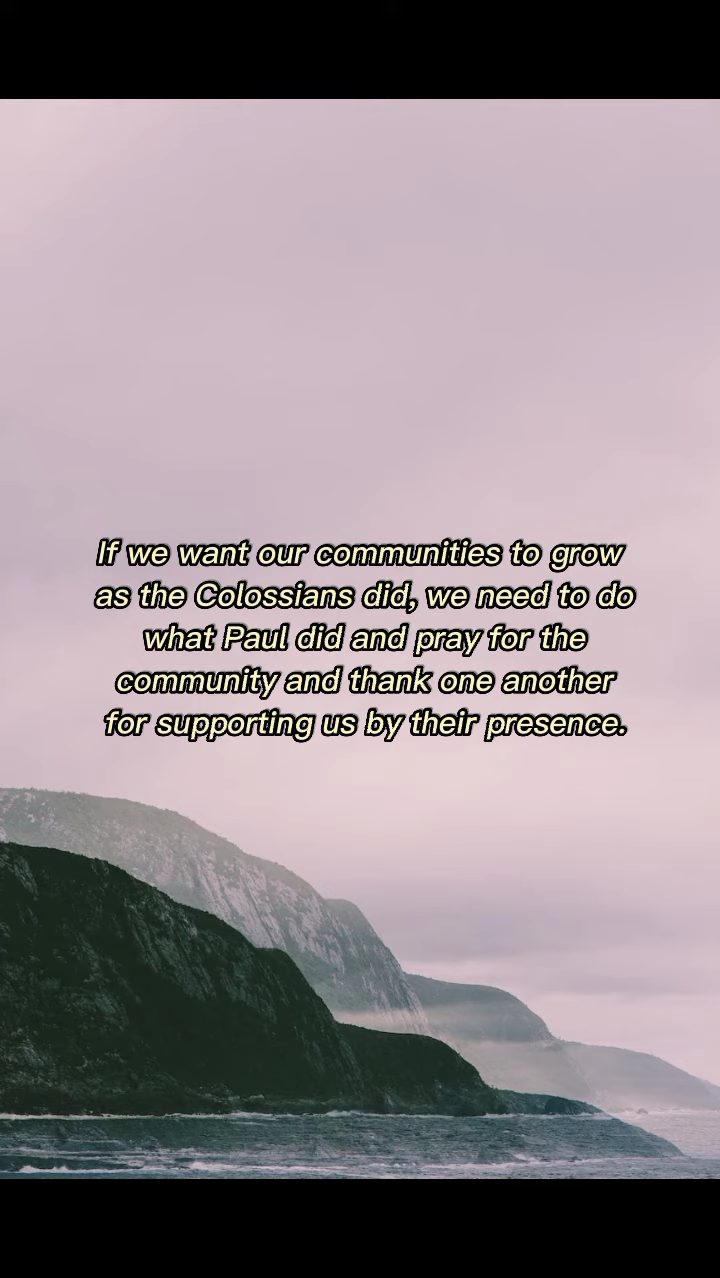 If we want our communities to grow
as the Colossians did, we need to do
what Paul did and pray for the
community and thank one another
for supporting us by their presence.